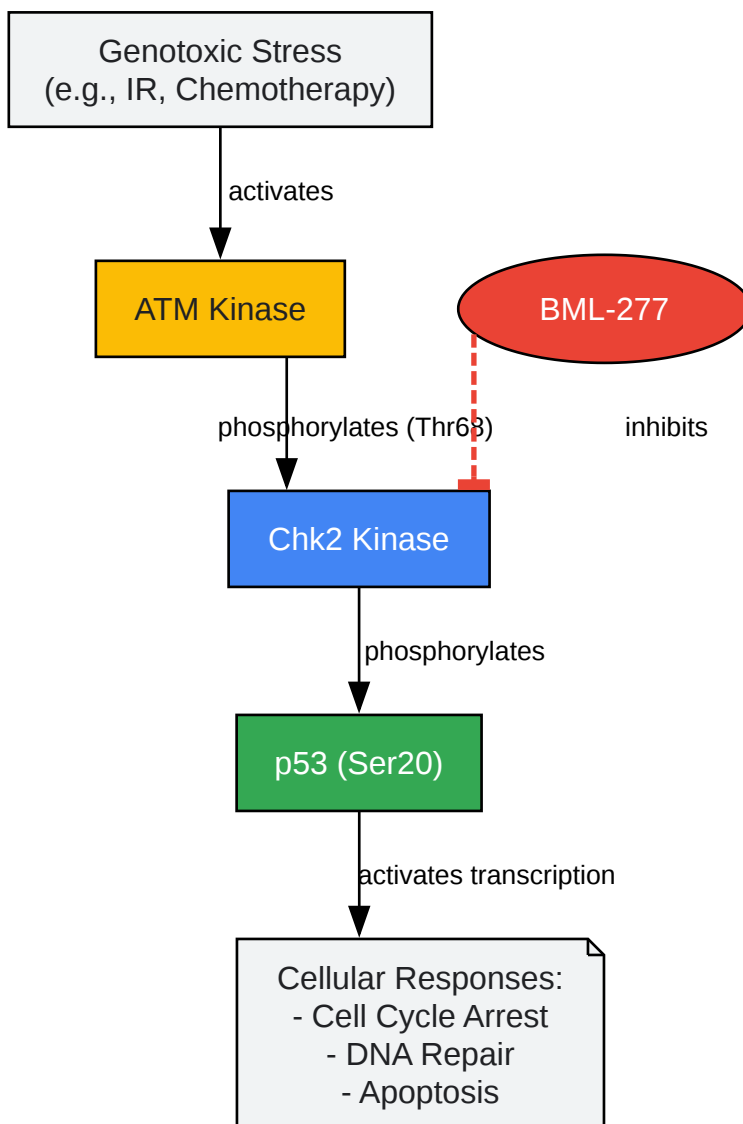 Genotoxic Stress
(e.g., IR, Chemotherapy)
activates
ATM Kinase
BML-277
phosphorylates (Thr68)
inhibits
Chk2 Kinase
phosphorylates
p53 (Ser20)
activates transcription
Cellular Responses:
- Cell Cycle Arrest
- DNA Repair
- Apoptosis